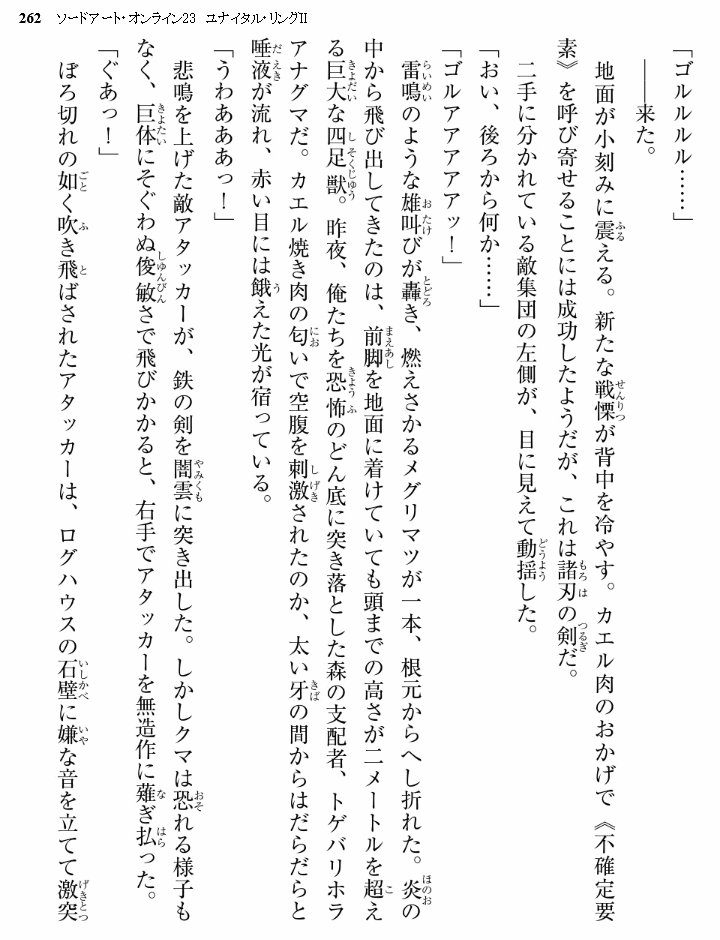 262 ソードアート・オンライン23 ユナイタル・リングII
「ゴルルルル……」
――来た。
地面が小刻みに震える。新たな戦慄が背中を冷やす。カエル肉のおかげで《不確定要
素》を呼び寄せることには成功したようだが、これは諸刃の剣だ。
二手に分かれている敵集団の左側が、目に見えて動揺した。
「おい、後ろから何か……」
「ゴルアアアアアッ！」
雷鳴のような雄叫びが轟き、燃えさかるメグリマツが一本、根元からへし折れた。炎の
中から飛び出してきたのは、前脚を地面に着けていても頭までの高さが二メートルを超え
る巨大な四足獣。昨夜、俺たちを恐怖のどん底に突き落とした森の支配者、トゲバリホラ
アナグマだ。カエル焼き肉の匂いで空腹を刺激されたのか、太い牙の間からはだらだらと
唾液が流れ、赤い目には餓えた光が宿っている。
「うわああああっ！」
悲鳴を上げた敵アタッカーが、鉄の剣を闇雲に突き出した。しかしクマは恐れる様子も
なく、巨体にそぐわぬ俊敏さで飛びかかると、右手でアタッカーを無造作に薙ぎ払った。
「ぐあっ！」
ぼろ切れの如く吹き飛ばされたアタッカーは、ログハウスの石壁に嫌な音を立てて激突